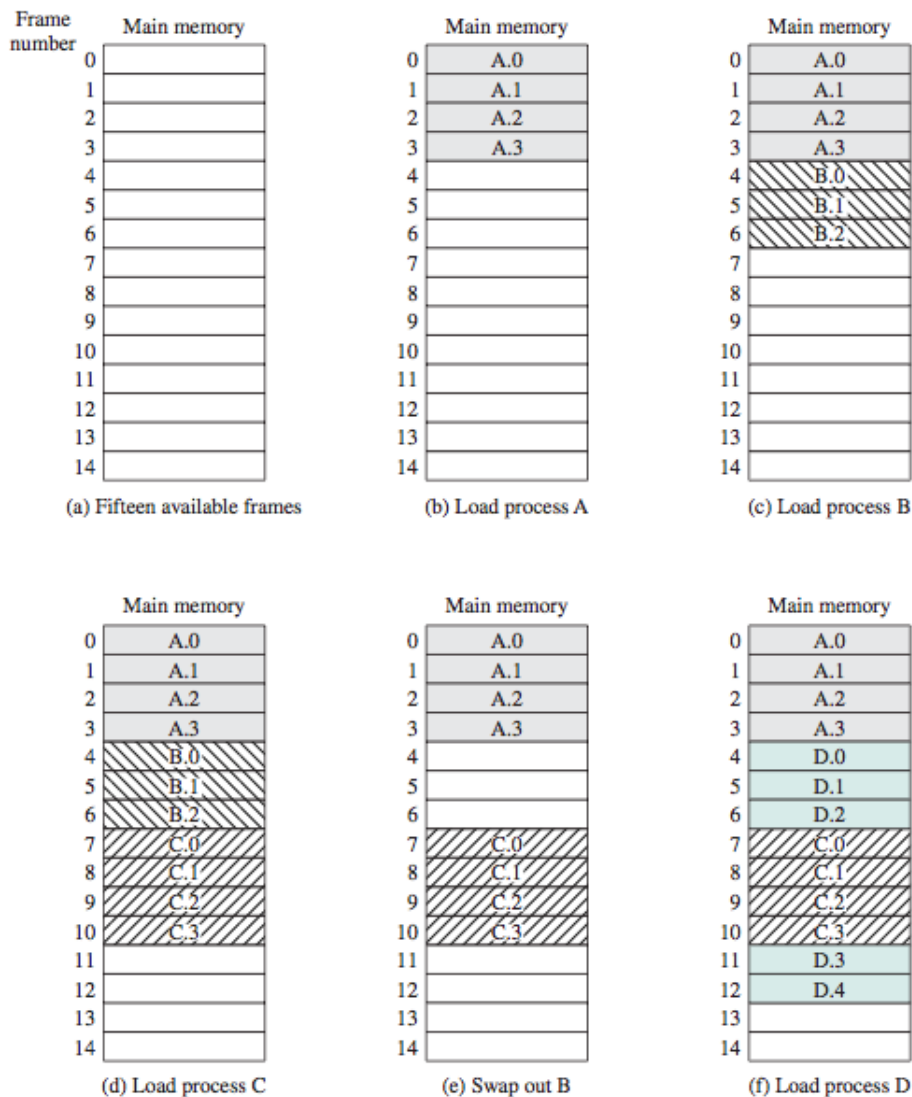 Frame number
Main memory
0
1
2
3
4
5
6
7
8
9
10
11
12
13
14
(a) Fifteen available frames
Main memory
0 A.0
1 A.1
2 A.2
3 A.3
4
5
6
7
8
9
10
11
12
13
14
(b) Load process A
Main memory
0 A.0
1 A.1
2 A.2
3 A.3
4 B.0
5 B.1
6 B.2
7
8
9
10
11
12
13
14
(c) Load process B
Main memory
0 A.0
1 A.1
2 A.2
3 A.3
4 B.0
5 B.1
6 B.2
7 C.0
8 C.1
9 C.2
10 C.3
11
12
13
14
(d) Load process C
Main memory
0 A.0
1 A.1
2 A.2
3 A.3
4
5
6
7 C.0
8 C.1
9 C.2
10 C.3
11
12
13
14
(e) Swap out B
Main memory
0 A.0
1 A.1
2 A.2
3 A.3
4 D.0
5 D.1
6 D.2
7 C.0
8 C.1
9 C.2
10 C.3
11 D.3
12 D.4
13
14
(f) Load process D